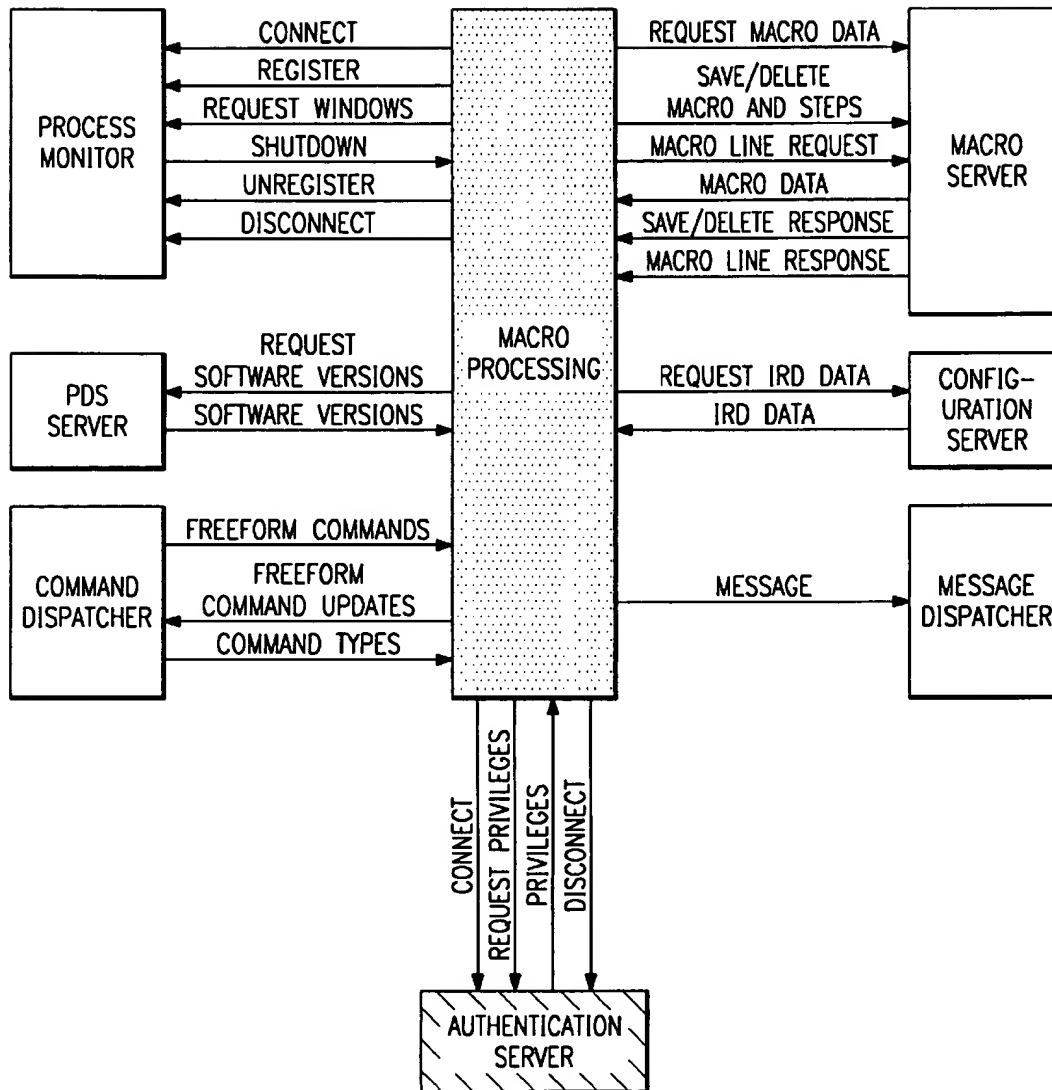 CONNECT
REGISTER
REQUEST WINDOWS
SHUTDOWN
UNREGISTER
DISCONNECT
PROCESS
MONITOR
REQUEST MACRO DATA
SAVE/DELETE
MACRO AND STEPS
MACRO LINE REQUEST
MACRO DATA
SAVE/DELETE RESPONSE
MACRO LINE RESPONSE
MACRO
SERVER
MACRO
PROCESSING
PDS
SERVER
REQUEST
SOFTWARE VERSIONS
SOFTWARE VERSIONS
REQUEST IRD DATA
IRD DATA
CONFIG-
URATION
SERVER
COMMAND
DISPATCHER
FREEFORM COMMANDS
FREEFORM
COMMAND UPDATES
COMMAND TYPES
MESSAGE
MESSAGE
DISPATCHER
CONNECT
REQUEST PRIVILEGES
PRIVILEGES
DISCONNECT
AUTHENTICATION
SERVER